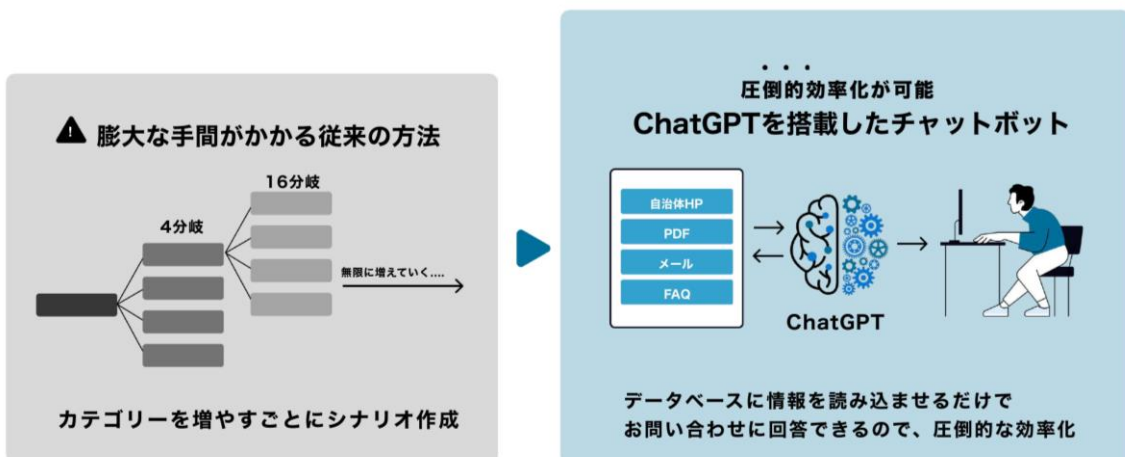 膨大な手間がかかる従来の方法
16分岐
4分岐
無限に増えていく....
カテゴリーを増やすごとにシナリオ作成
圧倒的効率化が可能
ChatGPTを搭載したチャットボット
自治体HP
PDF
メール
FAQ
ChatGPT
データベースに情報を読み込ませるだけで
お問い合わせに回答できるので、圧倒的な効率化